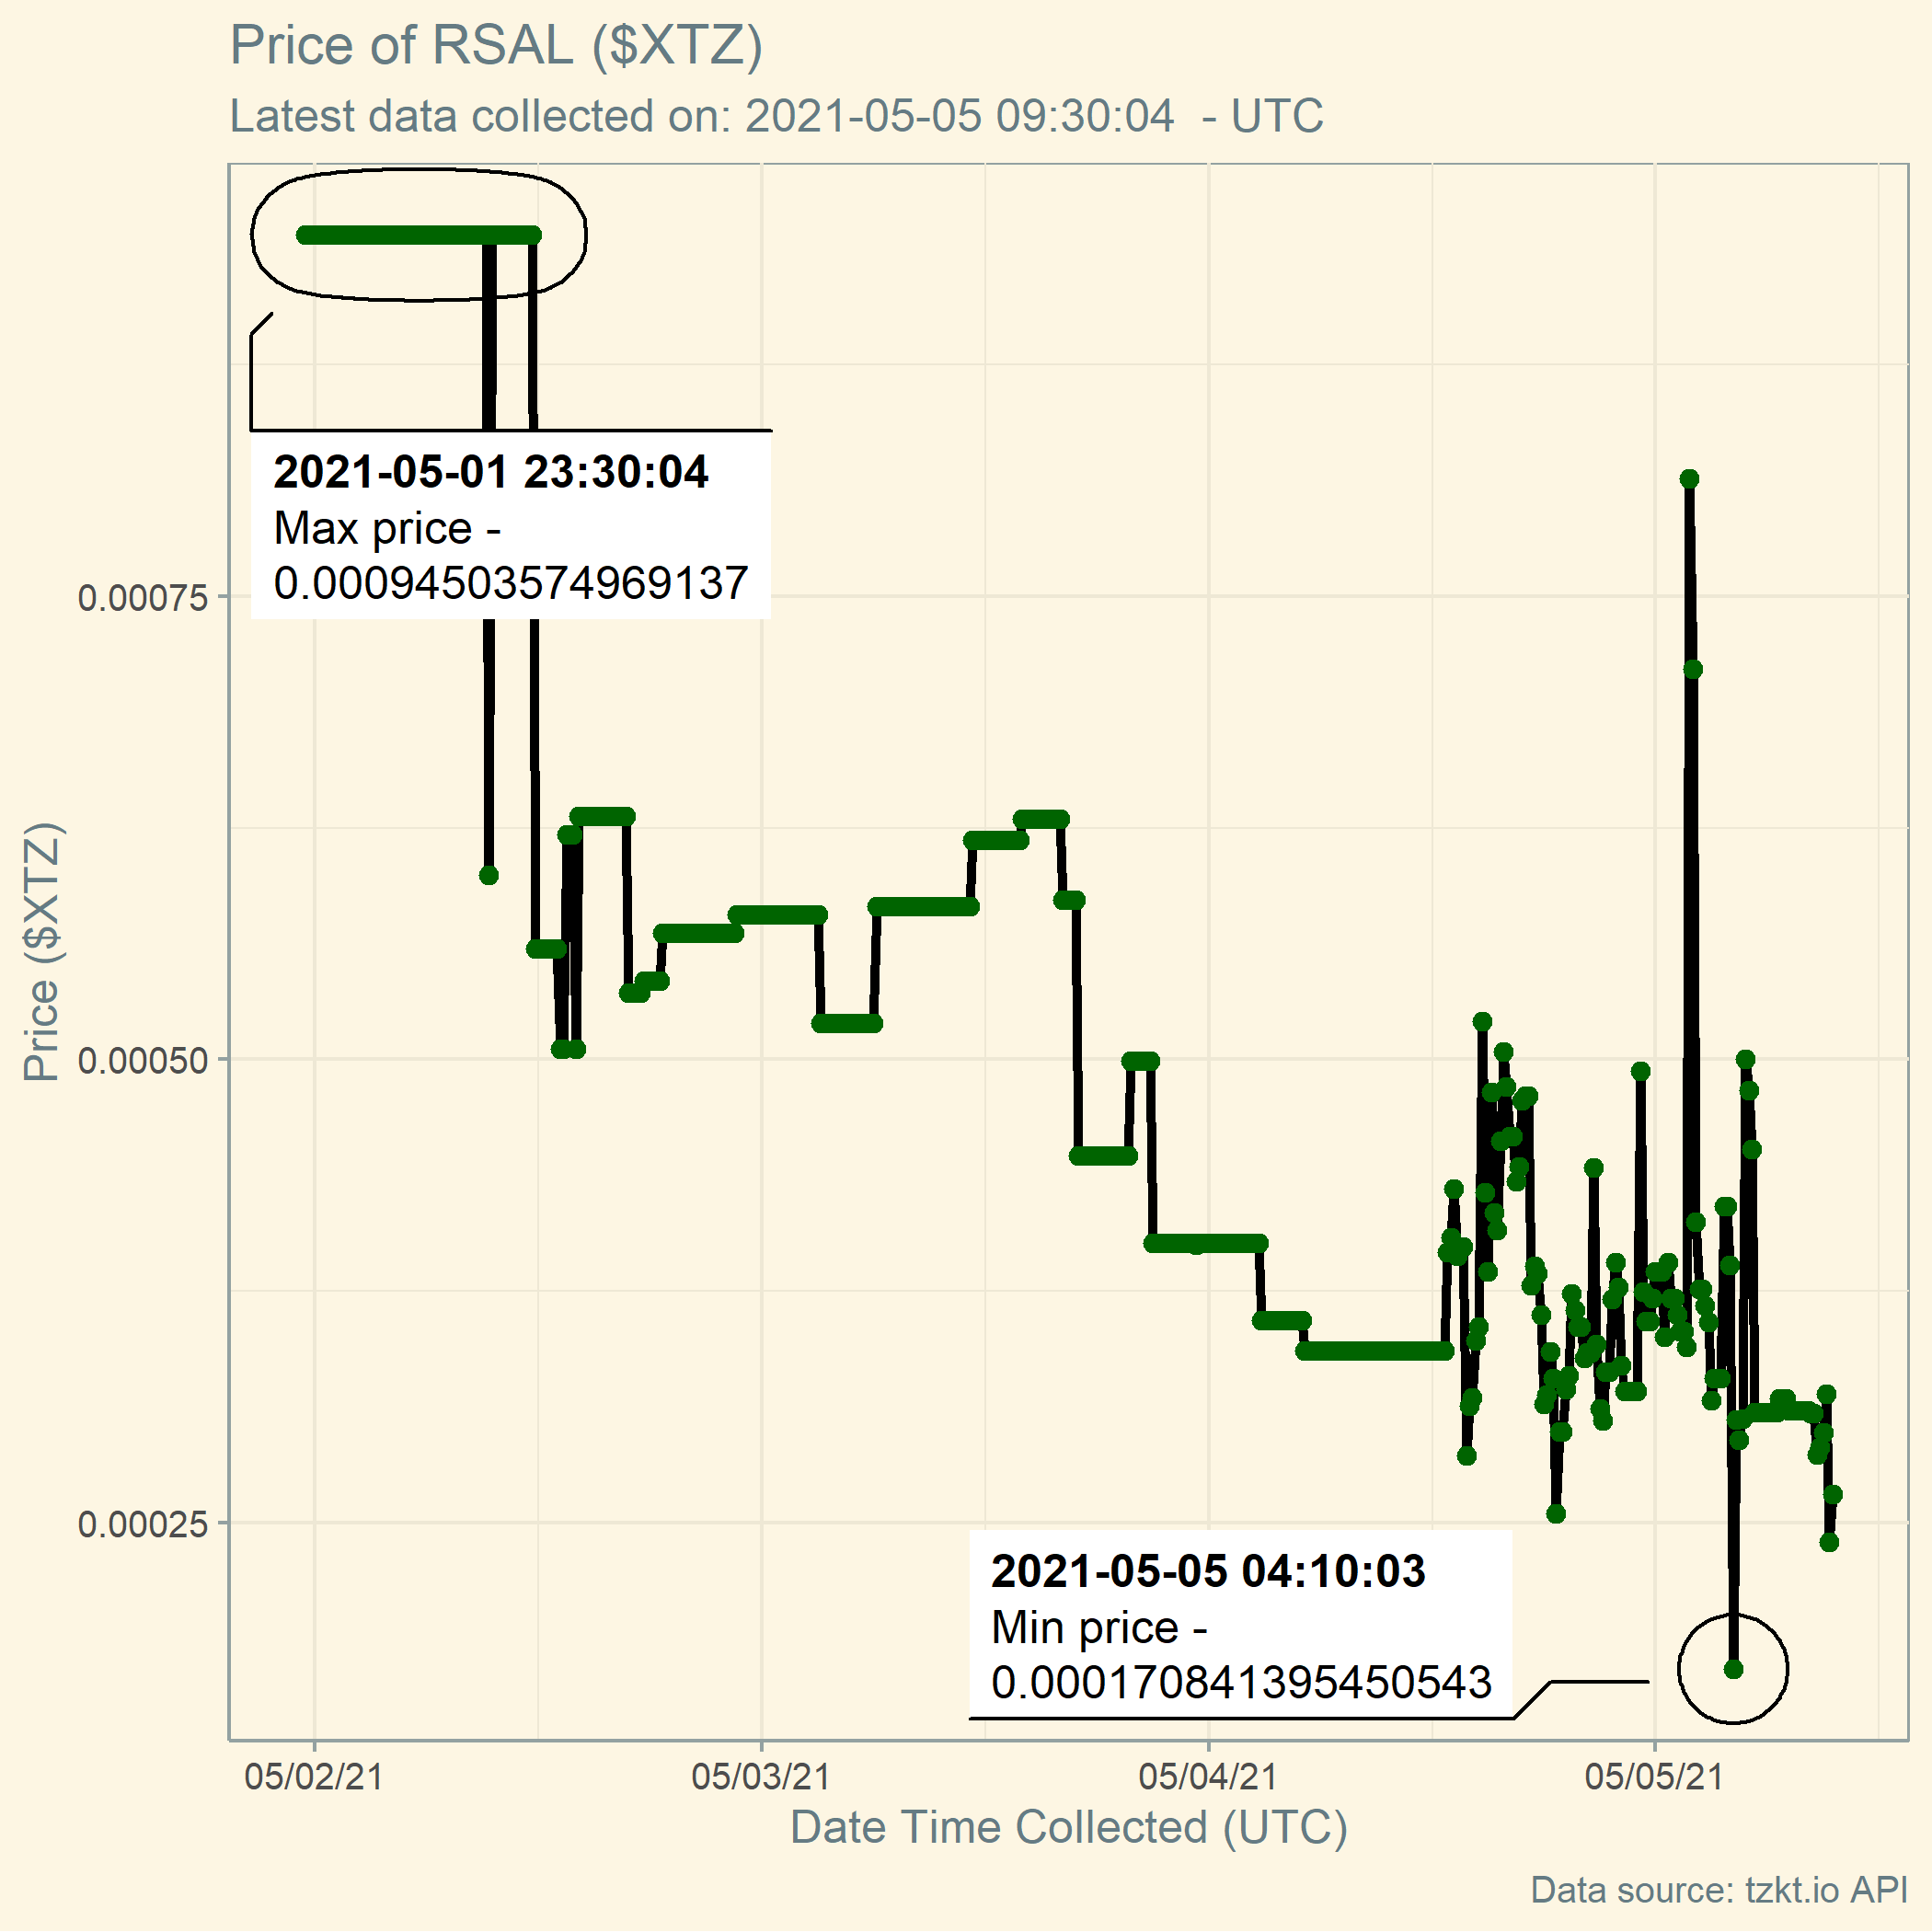 Price of RSAL ($XTZ)
Latest data collected on: 2021-05-05 09:30:04  - UTC
2021-05-01 23:30:04
Max price -
0.000945035749691​37
0.00075
Price ($XTZ)
0.00050
0.00025
2021-05-05 04:10:03
Min price -
0.000170841395450543
05/02/21
05/03/21
05/04/21
05/05/21
Date Time Collected (UTC)
Data source: tzkt.io API